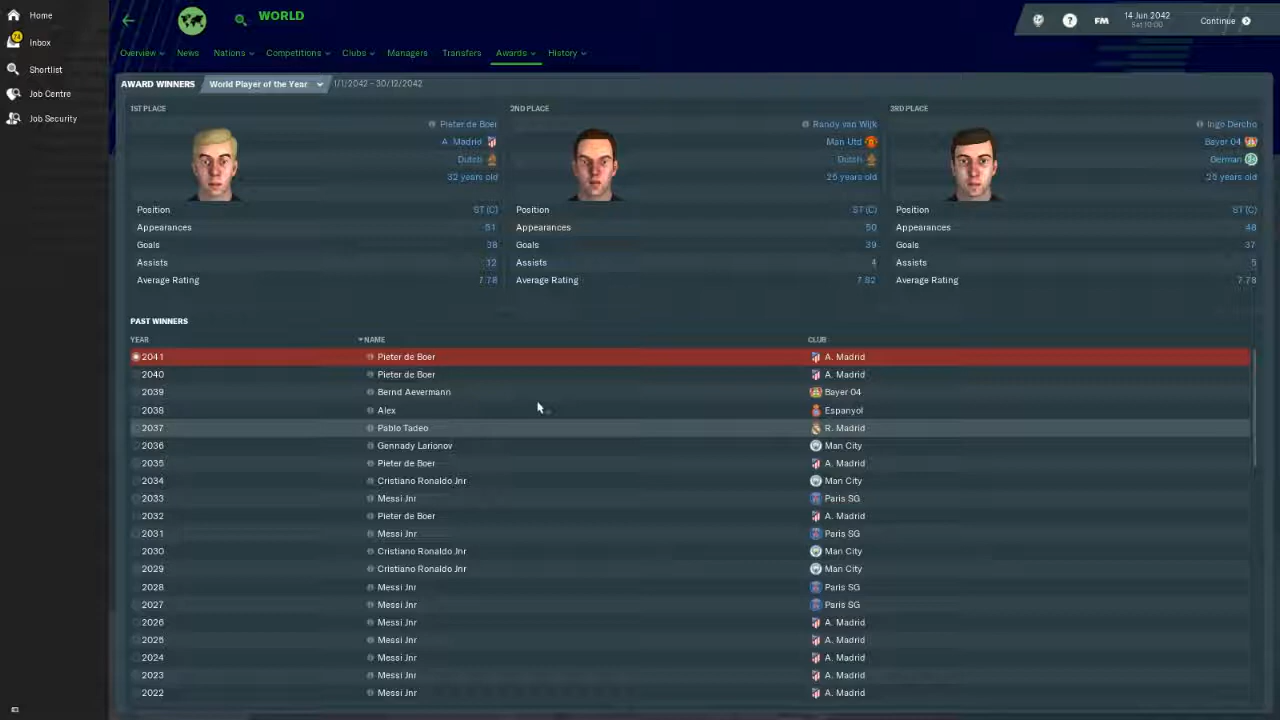 Home
Inbox
74
Shortlist
Job Centre
Job Security
WORLD
FM
14 Jun 2042
Sat 10:00
Continue
Overview News Nations Competitions Clubs Managers Transfers Awards History
AWARD WINNERS World Player of the Year 1/1/2042 - 30/12/2042
1ST PLACE
Pieter de Boer
A. Madrid
Dutch
32 years old
Position ST (C)
Appearances 51
Goals 38
Assists 12
Average Rating 7.78
2ND PLACE
Randy van Wijk
Man Utd
Dutch
25 years old
Position ST (C)
Appearances 50
Goals 39
Assists 4
Average Rating 7.82
3RD PLACE
Ingo Dercho
Bayer 04
German
25 years old
Position ST (C)
Appearances 48
Goals 37
Assists 5
Average Rating 7.78
PAST WINNERS
YEAR NAME CLUB
2041 Pieter de Boer A. Madrid
2040 Pieter de Boer A. Madrid
2039 Bernd Aevermann Bayer 04
2038 Alex Espanyol
2037 Pablo Tadeo R. Madrid
2036 Gennady Larionov Man City
2035 Pieter de Boer A. Madrid
2034 Cristiano Ronaldo Jnr Man City
2033 Messi Jnr Paris SG
2032 Pieter de Boer A. Madrid
2031 Messi Jnr Paris SG
2030 Cristiano Ronaldo Jnr Man City
2029 Cristiano Ronaldo Jnr Man City
2028 Messi Jnr Paris SG
2027 Messi Jnr Paris SG
2026 Messi Jnr A. Madrid
2025 Messi Jnr A. Madrid
2024 Messi Jnr A. Madrid
2023 Messi Jnr A. Madrid
2022 Messi Jnr A. Madrid